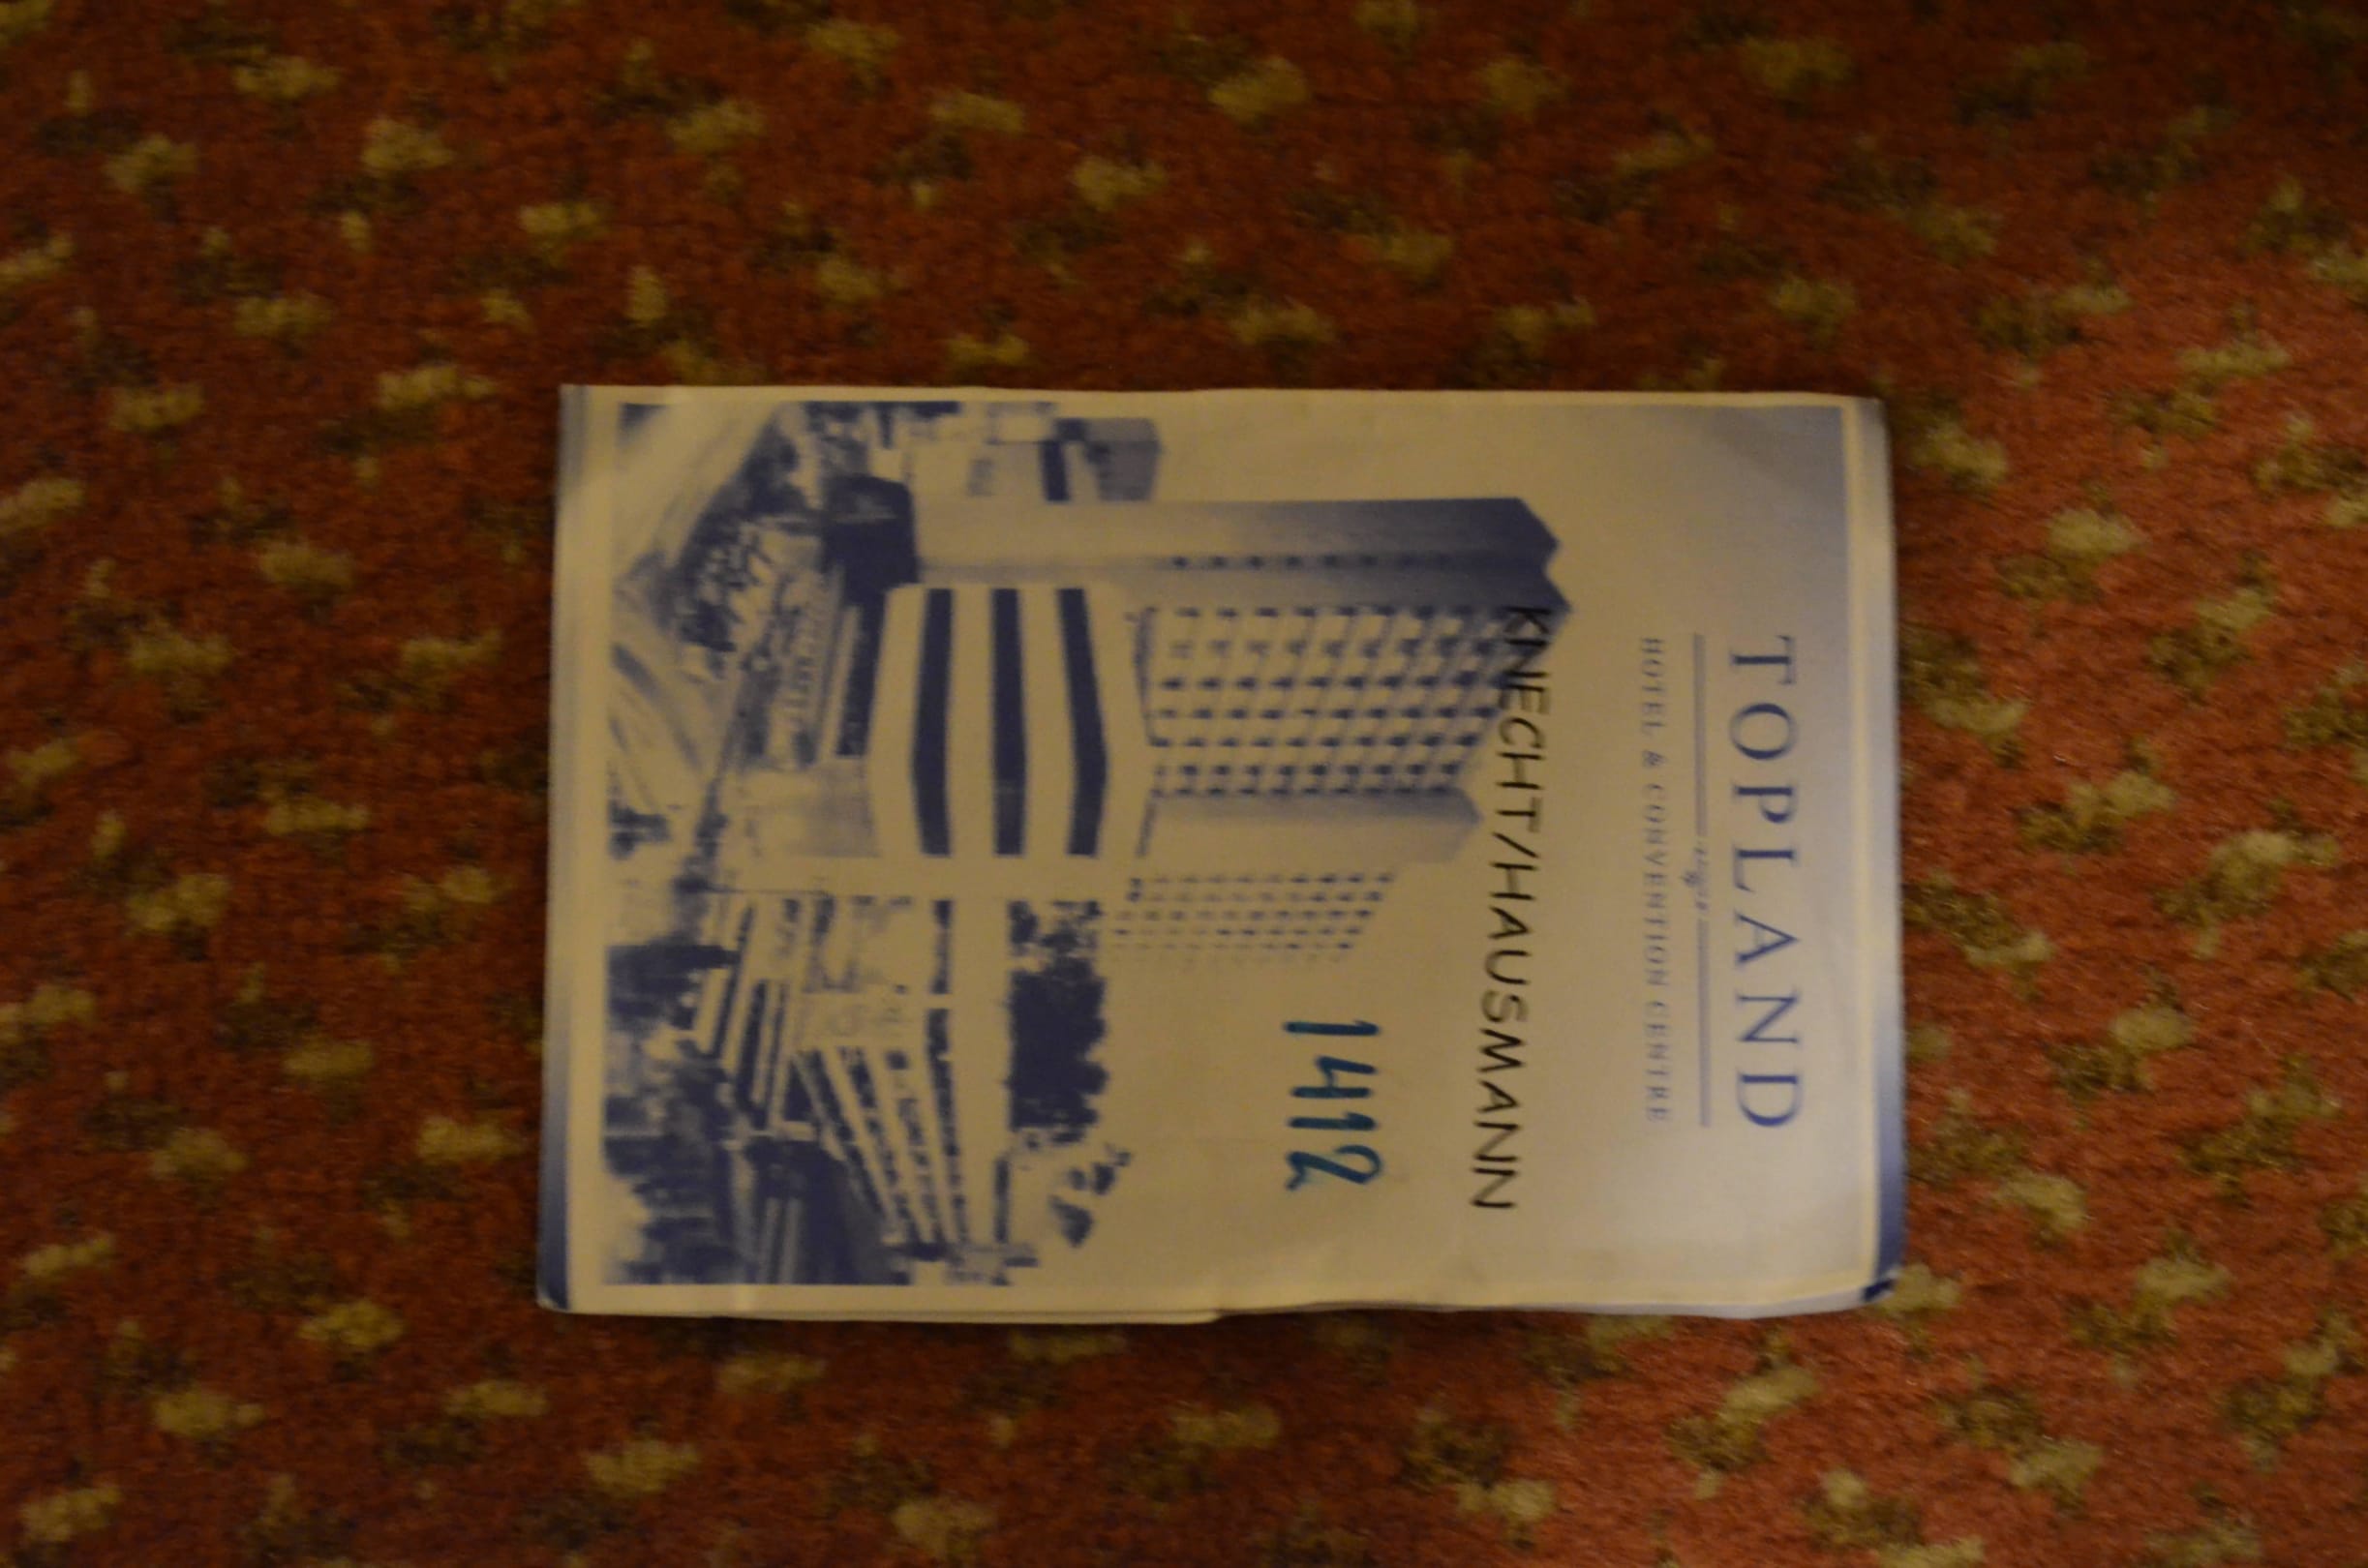 TOPLAND
HOTEL & CONVENTION CENTRE
KNECHT/HAUSMANN
1412